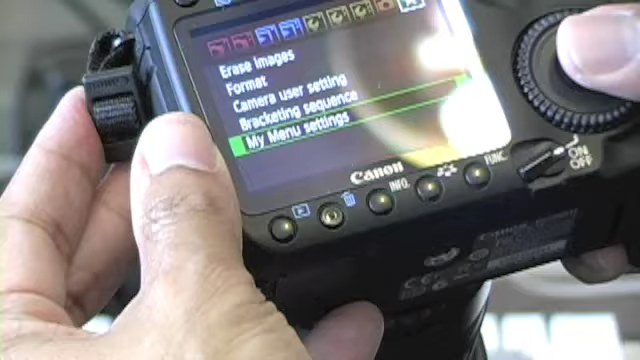 Erase images
Format
Camera user setting
Bracketing sequence
My Menu settings
Canon
INFO.
FUNC.
ON
OFF